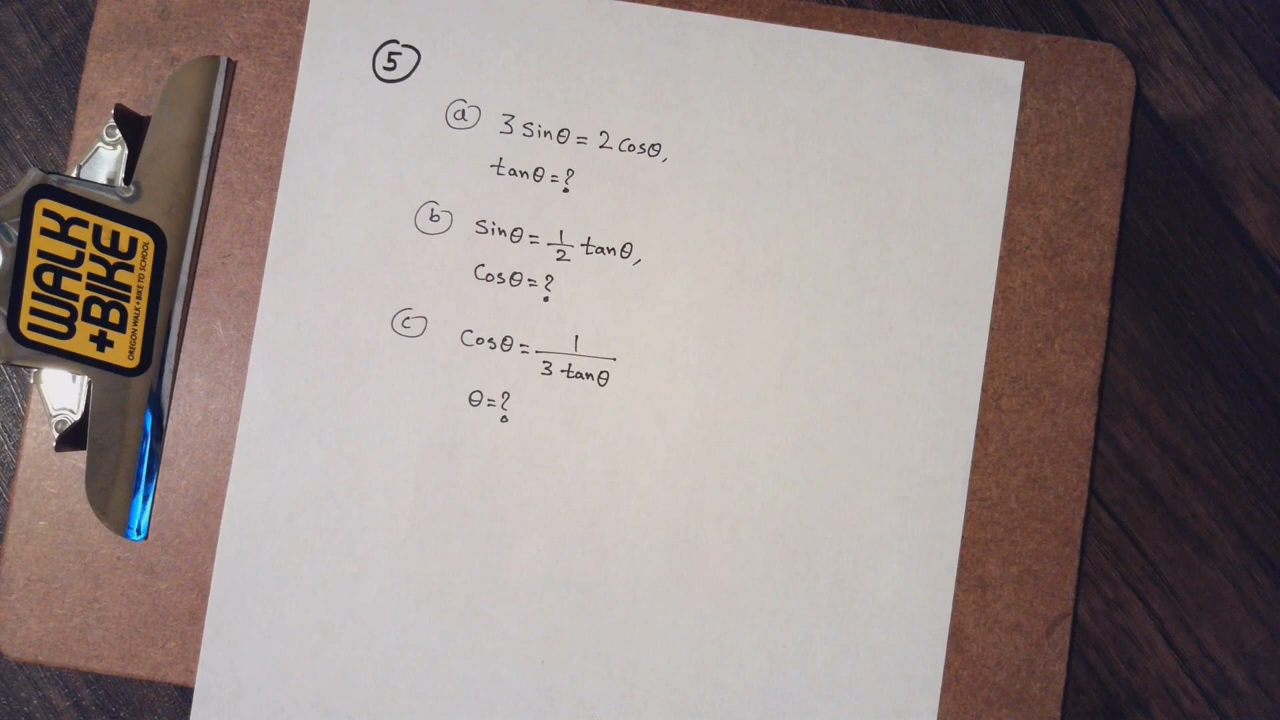 5
a 3 sinθ = 2 cosθ,
tanθ = ?
b sinθ = 1/2 tanθ,
Cosθ = ?
c Cosθ = 1/(3 tanθ)
θ = ?
WALK
+BIKE
OREGON WALK+BIKE TO SCHOOL